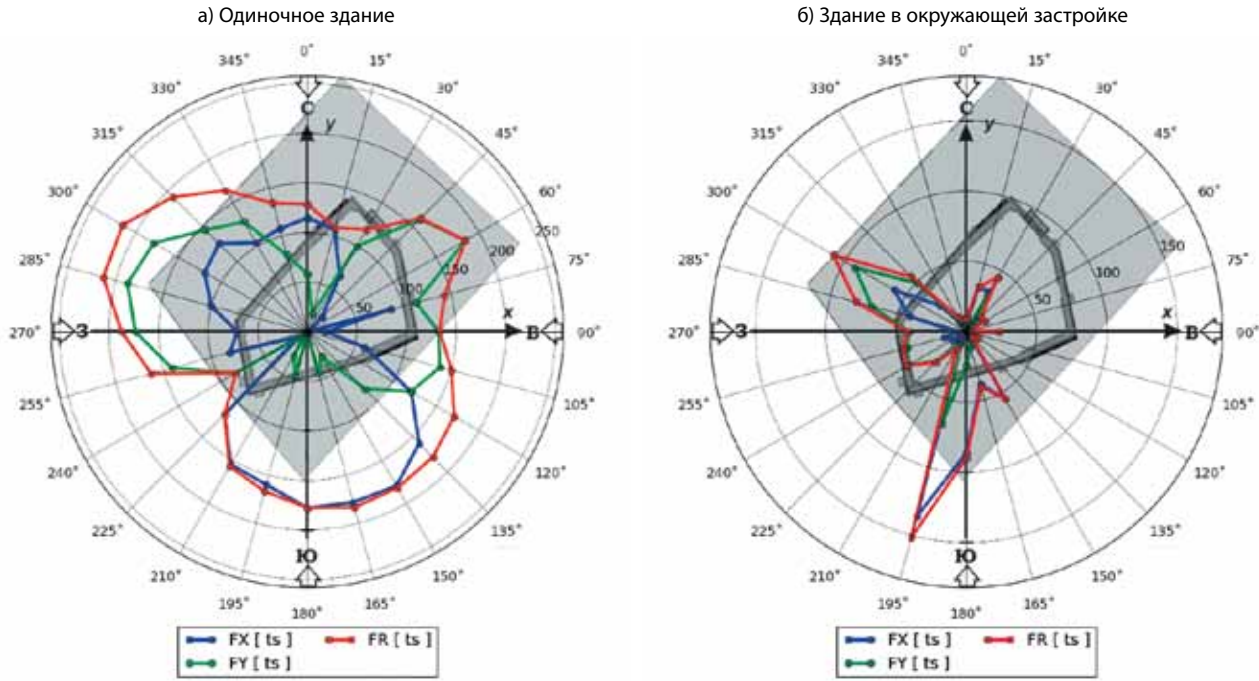 а) Одиночное здание
0°
15°
30°
45°
60°
75°
90°
105°
120°
135°
150°
165°
180°
195°
210°
225°
240°
255°
270°
285°
300°
315°
330°
345°
С
y
x
В
З
Ю
50
100
150
200
250
FX [ ts ]
FR [ ts ]
FY [ ts ]
б) Здание в окружающей застройке
0°
15°
30°
45°
60°
75°
90°
105°
120°
135°
150°
165°
180°
195°
210°
225°
240°
255°
270°
285°
300°
315°
330°
345°
С
y
x
В
З
Ю
50
100
150
FX [ ts ]
FR [ ts ]
FY [ ts ]